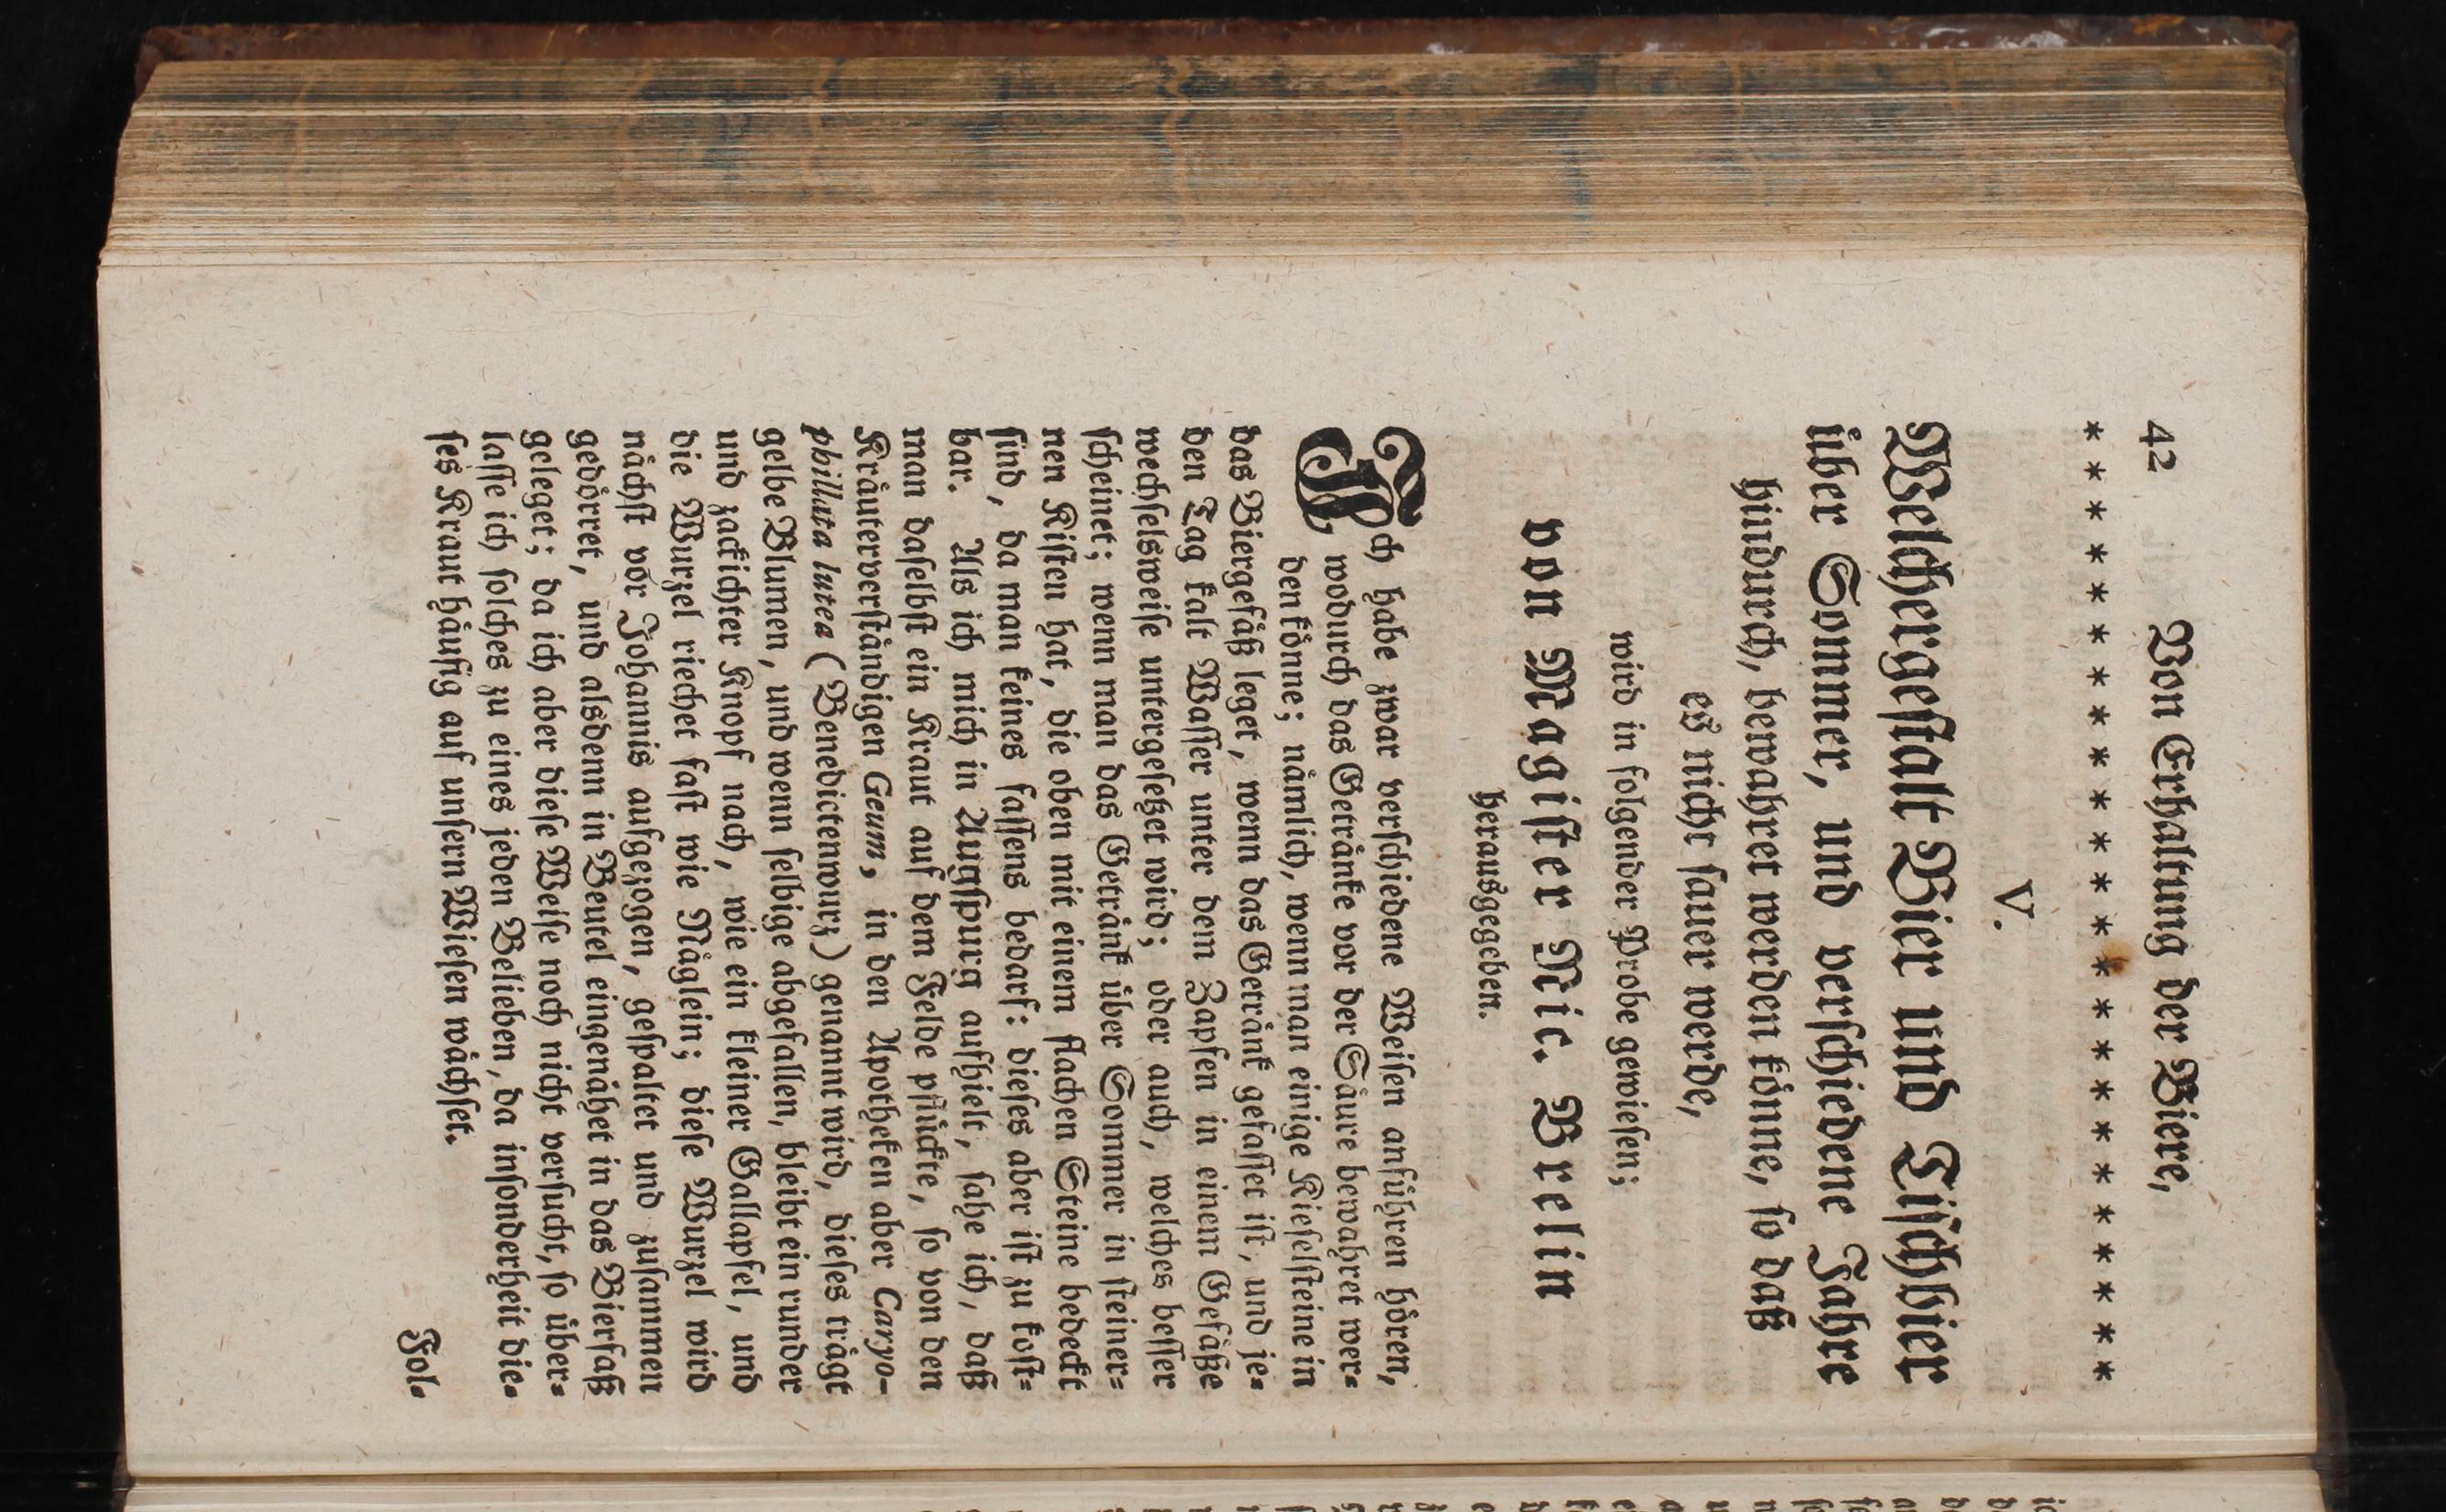 42 Von Erhaltung der Biere,
* * * * * * * * * * * * * * * * * * * * * * * *
V.
Welchergestalt Bier und Tischbier
über Sommer, und verschiedene Jahre
hindurch, bewahret werden könne, so daß
es nicht sauer werde,
wird in folgender Probe gewiesen;
von Magister Nic. Brelin
herausgegeben.
Ich habe zwar verschiedene Weisen anführen hören,
wodurch das Getränke vor der Säure bewahret wer-
den könne; nämlich, wenn man einige Kieselsteine in
das Biergefäß leget, wenn das Getränk gefasset ist, und je-
den Tag kalt Wasser unter dem Zapfen in einem Gefäße
wechselsweise untergesetzet wird; oder auch, welches besser
scheinet; wenn man das Getränk über Sommer in steiner-
nen Kisten hat, die oben mit einem flachen Steine bedeckt
sind, da man keines fassens bedarf: dieses aber ist zu kost-
bar. Als ich mich in Augspurg aufhielt, sahe ich, daß
man daselbst ein Kraut auf dem Felde pflückte, so von den
Kräuterverständigen Geum, in den Apotheken aber Caryo-
phillata lutea (Benedictenwurz) genannt wird, dieses trägt
gelbe Blumen, und wenn selbige abgefallen, bleibt ein runder
und zackichter Knopf nach, wie ein kleiner Gallapfel, und
die Wurzel riechet fast wie Näglein; diese Wurzel wird
nächst vor Johannis aufgezogen, gespaltet und zusammen
gedörret, und alsdenn in Beutel eingenähet in das Bierfaß
geleget; da ich aber diese Weise noch nicht versucht, so über-
lasse ich solches zu eines jeden Belieben, da insonderheit die-
ses Kraut häufig auf unsern Wiesen wächset.
Fol-